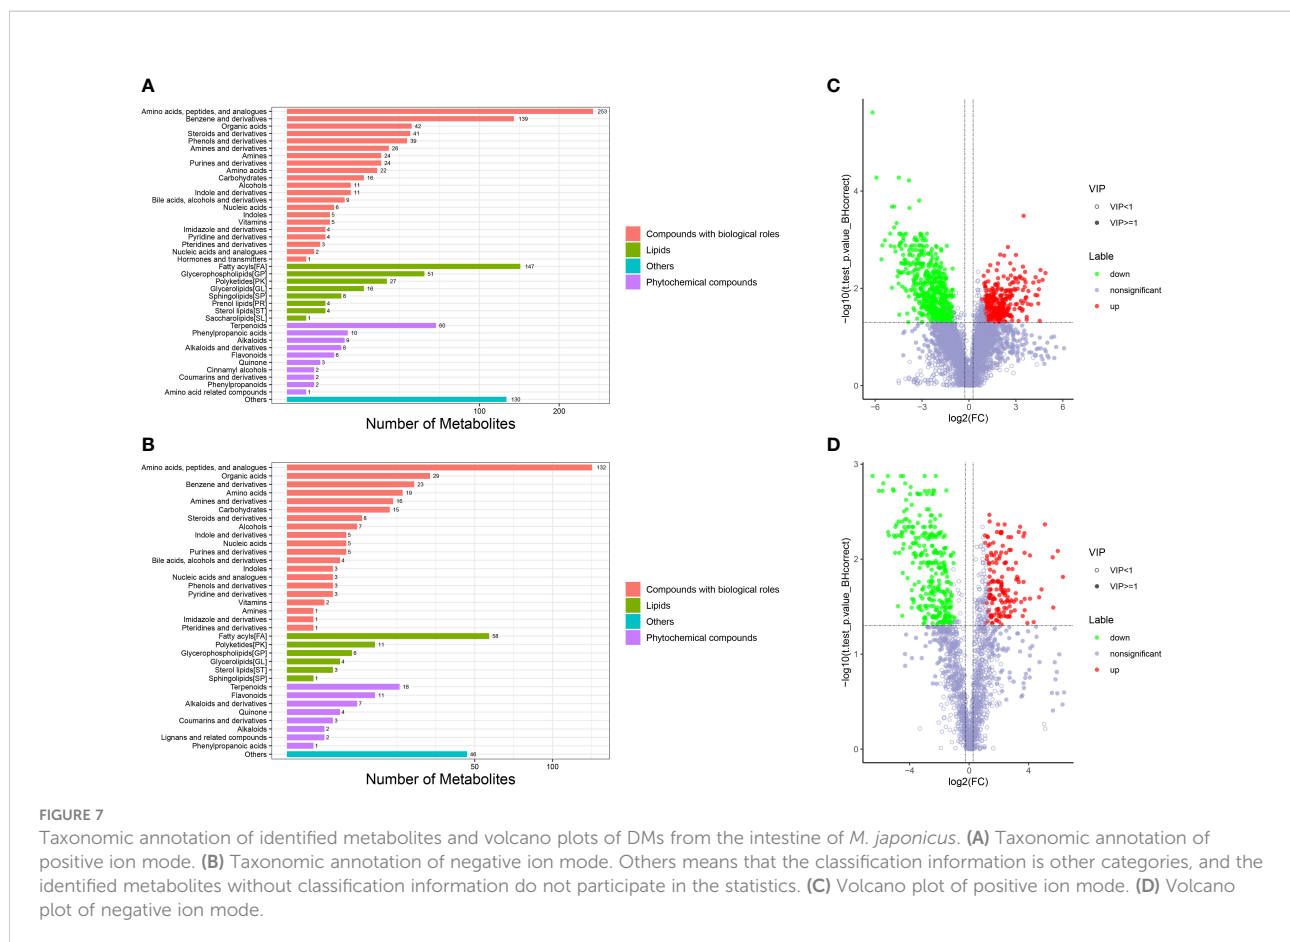 A
Amino acids, peptides, and analogues 253
Benzene and derivatives 139
Organic acids 42
Steroids and derivatives 41
Phenols and derivatives 39
Amines and derivatives 28
Amines 24
Purines and derivatives 24
Amino acids 22
Carbohydrates 16
Alcohols 11
Indole and derivatives 11
Bile acids, alcohols and derivatives 9
Nucleic acids 6
Indoles 5
Vitamins 5
Imidazole and derivatives 4
Pyridine and derivatives 4
Pteridines and derivatives 3
Nucleic acids and analogues 2
Hormones and transmitters 1
Fatty acyls[FA] 147
Glycerophospholipids[GP] 51
Polyketides[PK] 27
Glycerolipids[GL] 16
Sphingolipids[SP] 6
Prenol lipids[PR] 4
Sterol lipids[ST] 4
Saccharolipids[SL] 1
Terpenoids 60
Phenylpropanoic acids 10
Alkaloids 9
Alkaloids and derivatives 8
Flavonoids 6
Quinone 3
Cinnamyl alcohols 2
Coumarins and derivatives 2
Phenylpropanoids 2
Amino acid related compounds 1
Others 130
100 200
Number of Metabolites
Compounds with biological roles
Lipids
Others
Phytochemical compounds
B
Amino acids, peptides, and analogues 132
Organic acids 29
Benzene and derivatives 23
Amino acids 19
Amines and derivatives 16
Carbohydrates 15
Steroids and derivatives 8
Alcohols 7
Indole and derivatives 5
Nucleic acids 5
Purines and derivatives 5
Bile acids, alcohols and derivatives 4
Indoles 3
Nucleic acids and analogues 3
Phenols and derivatives 3
Pyridine and derivatives 3
Vitamins 2
Amines 1
Imidazole and derivatives 1
Pteridines and derivatives 1
Fatty acyls[FA] 58
Polyketides[PK] 11
Glycerophospholipids[GP] 6
Glycerolipids[GL] 4
Sterol lipids[ST] 3
Sphingolipids[SP] 1
Terpenoids 18
Flavonoids 11
Alkaloids and derivatives 7
Quinone 4
Coumarins and derivatives 3
Alkaloids 2
Lignans and related compounds 2
Phenylpropanoic acids 1
Others 46
50 100
Number of Metabolites
Compounds with biological roles
Lipids
Others
Phytochemical compounds
C
−log10(t.test_p.value_BHcorrect)
4
2
0
−6 −3 0 3 6
log2(FC)
VIP
VIP<1
VIP>=1
Lable
down
nonsignificant
up
D
−log10(t.test_p.value_BHcorrect)
3
2
1
0
−4 0 4
log2(FC)
VIP
VIP<1
VIP>=1
Lable
down
nonsignificant
up
FIGURE 7
Taxonomic annotation of identified metabolites and volcano plots of DMs from the intestine of M. japonicus. (A) Taxonomic annotation of
positive ion mode. (B) Taxonomic annotation of negative ion mode. Others means that the classification information is other categories, and the
identified metabolites without classification information do not participate in the statistics. (C) Volcano plot of positive ion mode. (D) Volcano
plot of negative ion mode.